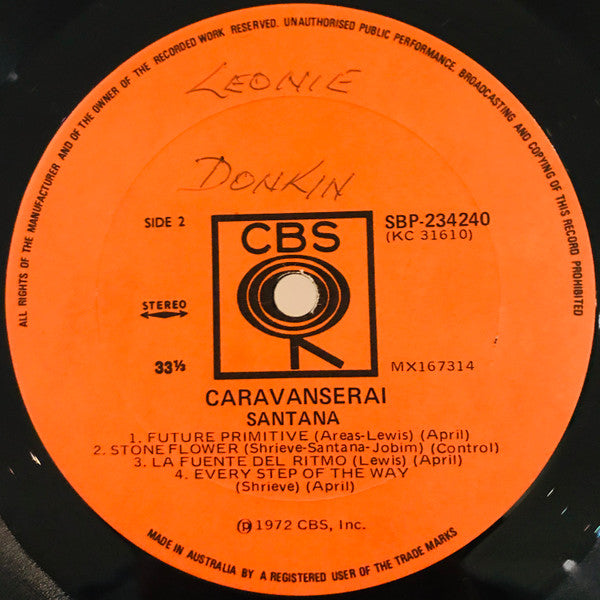 ALL RIGHTS OF THE MANUFACTURER AND OF THE OWNER OF THE RECORDED WORK RESERVED. UNAUTHORISED PUBLIC PERFORMANCE, BROADCASTING AND COPYING OF THIS RECORD PROHIBITED
LEONIE
DONKIN
SIDE 2
CBS
SBP-234240
(KC 31610)
STEREO
33⅓
MX167314
CARAVANSERAI
SANTANA
1. FUTURE PRIMITIVE (Areas-Lewis) (April)
2. STONE FLOWER (Shrieve-Santana-Jobim) (Control)
3. LA FUENTE DEL RITMO (Lewis) (April)
4. EVERY STEP OF THE WAY
(Shrieve) (April)
Ⓟ1972 CBS, Inc.
MADE IN AUSTRALIA BY A REGISTERED USER OF THE TRADE MARKS